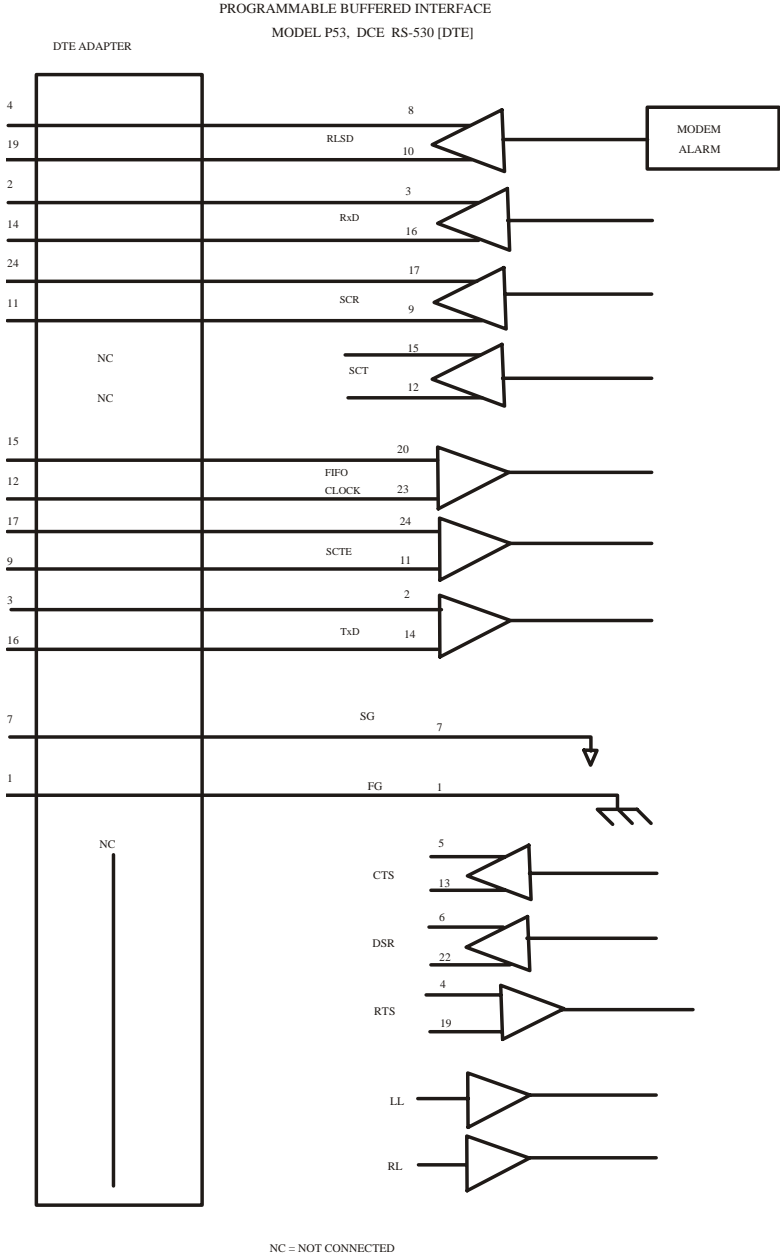 PROGRAMMABLE BUFFERED INTERFACE
MODEL P53, DCE RS-530 [DTE]
DTE ADAPTER
4
8
19
RLSD
10
MODEM
ALARM
2
3
14
RxD
16
24
17
11
SCR
9
NC
15
SCT
NC
12
15
20
FIFO
12
CLOCK
23
17
24
9
SCTE
11
3
2
16
TxD
14
7
SG
7
1
FG
1
NC
5
CTS
13
6
DSR
22
4
RTS
19
LL
RL
NC = NOT CONNECTED